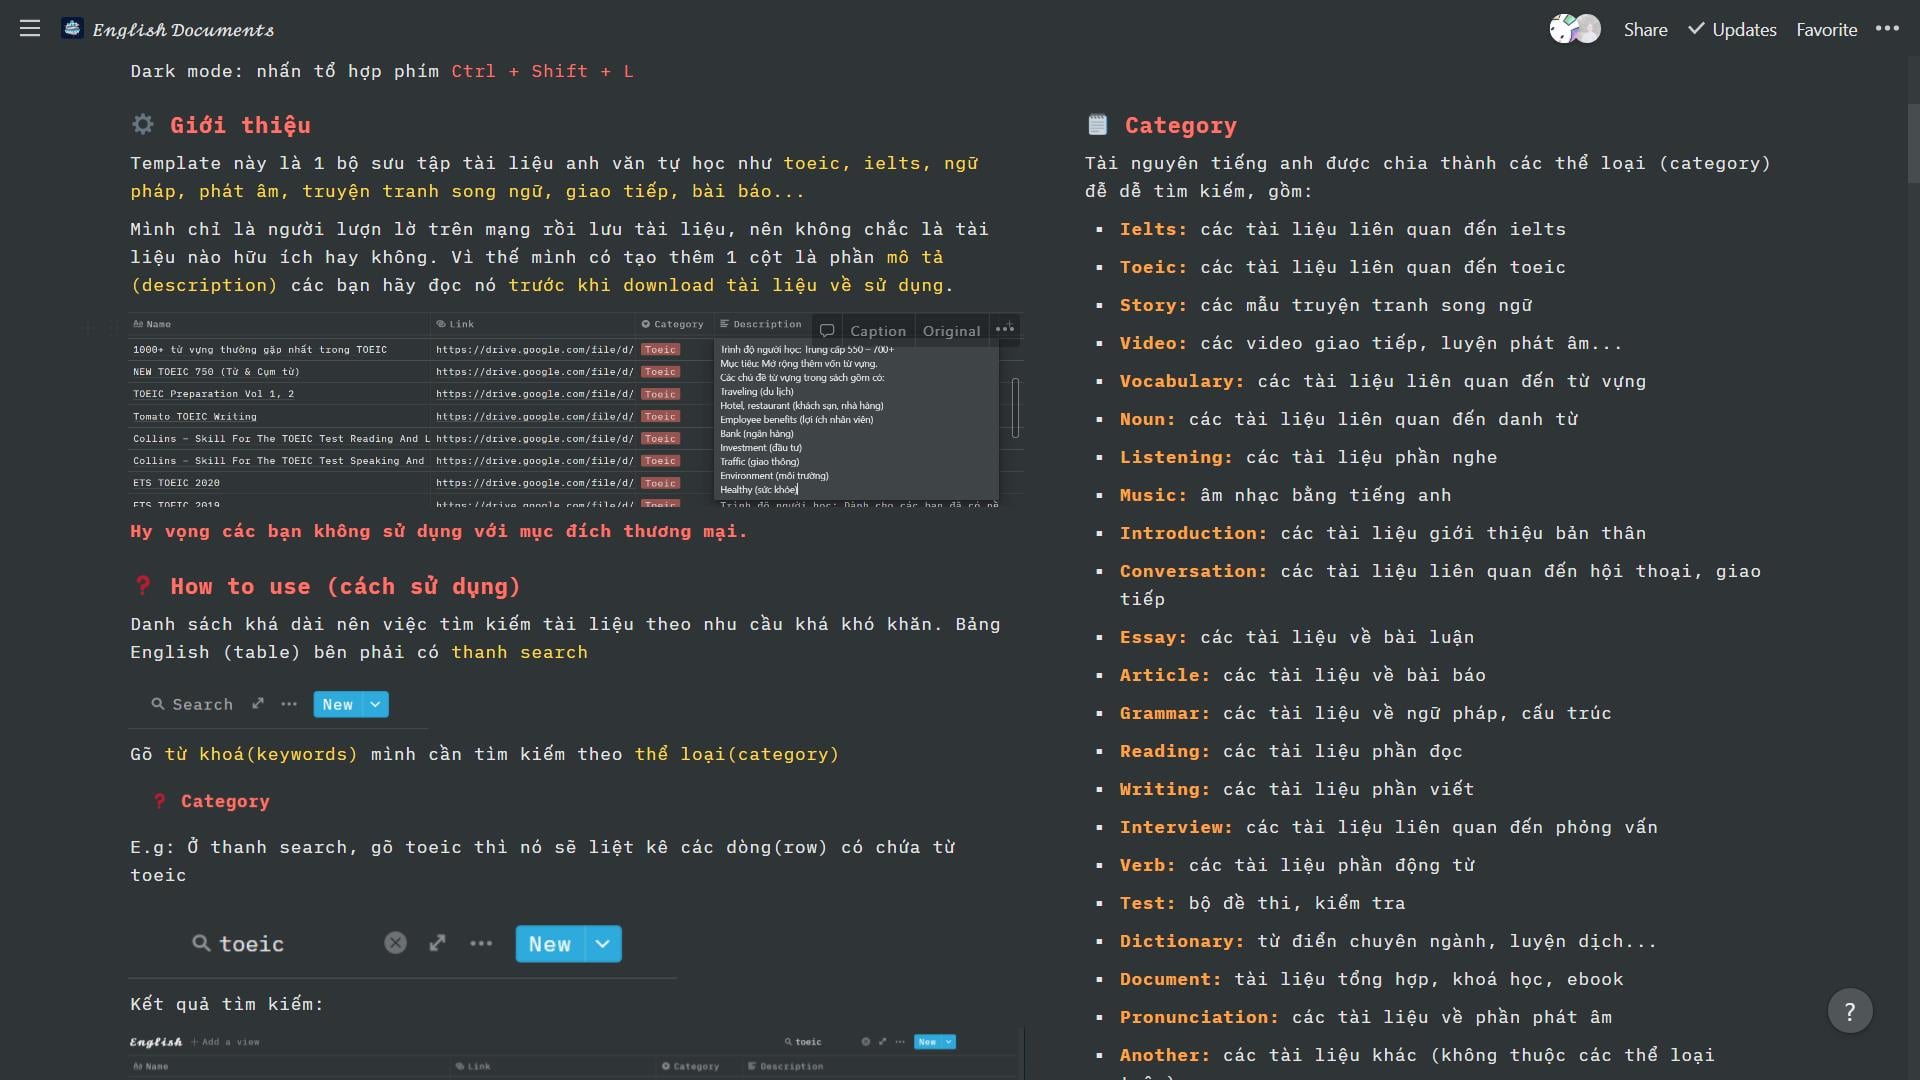 English Documents
Share
Updates
Favorite
Dark mode: nhấn tổ hợp phím Ctrl + Shift + L
Giới thiệu
Template này là 1 bộ sưu tập tài liệu anh văn tự học như toeic, ielts, ngữ
pháp, phát âm, truyện tranh song ngữ, giao tiếp, bài báo...
Mình chỉ là người lượn lờ trên mạng rồi lưu tài liệu, nên không chắc là tài
liệu nào hữu ích hay không. Vì thế mình có tạo thêm 1 cột là phần mô tả
(description) các bạn hãy đọc nó trước khi download tài liệu về sử dụng.
Name Link Category Description
Caption Original
1000+ từ vựng thường gặp nhất trong TOEIC https://drive.google.com/file/d/ Toeic
NEW TOEIC 750 (Từ & Cụm từ) https://drive.google.com/file/d/ Toeic
TOEIC Preparation Vol 1, 2 https://drive.google.com/file/d/ Toeic
Tomato TOEIC Writing https://drive.google.com/file/d/ Toeic
Collins – Skill For The TOEIC Test Reading And L https://drive.google.com/file/d/ Toeic
Collins – Skill For The TOEIC Test Speaking And https://drive.google.com/file/d/ Toeic
ETS TOEIC 2020 https://drive.google.com/file/d/ Toeic
ETS TOEIC 2019 https://drive.google.com/file/d/ Toeic
Trình độ người học: Trung cấp 550 – 700+
Mục tiêu: Mở rộng thêm vốn từ vựng.
Các chủ đề từ vựng trong sách gồm có:
Traveling (du lịch)
Hotel, restaurant (khách sạn, nhà hàng)
Employee benefits (lợi ích nhân viên)
Bank (ngân hàng)
Investment (đầu tư)
Traffic (giao thông)
Environment (môi trường)
Healthy (sức khỏe)
Trình độ người học: Dành cho các bạn đã có
Hy vọng các bạn không sử dụng với mục đích thương mại.
How to use (cách sử dụng)
Danh sách khá dài nên việc tìm kiếm tài liệu theo nhu cầu khá khó khăn. Bảng
English (table) bên phải có thanh search
Search New
Gõ từ khoá(keywords) mình cần tìm kiếm theo thể loại(category)
Category
E.g: Ở thanh search, gõ toeic thì nó sẽ liệt kê các dòng(row) có chứa từ
toeic
toeic New
Kết quả tìm kiếm:
English Add a view toeic New
Name Link Category Description
Category
Tài nguyên tiếng anh được chia thành các thể loại (category)
đễ dễ tìm kiếm, gồm:
▪ Ielts: các tài liệu liên quan đến ielts
▪ Toeic: các tài liệu liên quan đến toeic
▪ Story: các mẫu truyện tranh song ngữ
▪ Video: các video giao tiếp, luyện phát âm...
▪ Vocabulary: các tài liệu liên quan đến từ vựng
▪ Noun: các tài liệu liên quan đến danh từ
▪ Listening: các tài liệu phần nghe
▪ Music: âm nhạc bằng tiếng anh
▪ Introduction: các tài liệu giới thiệu bản thân
▪ Conversation: các tài liệu liên quan đến hội thoại, giao
tiếp
▪ Essay: các tài liệu về bài luận
▪ Article: các tài liệu về bài báo
▪ Grammar: các tài liệu về ngữ pháp, cấu trúc
▪ Reading: các tài liệu phần đọc
▪ Writing: các tài liệu phần viết
▪ Interview: các tài liệu liên quan đến phỏng vấn
▪ Verb: các tài liệu phần động từ
▪ Test: bộ đề thi, kiểm tra
▪ Dictionary: từ điển chuyên ngành, luyện dịch...
▪ Document: tài liệu tổng hợp, khoá học, ebook
▪ Pronunciation: các tài liệu về phần phát âm
▪ Another: các tài liệu khác (không thuộc các thể loại
?